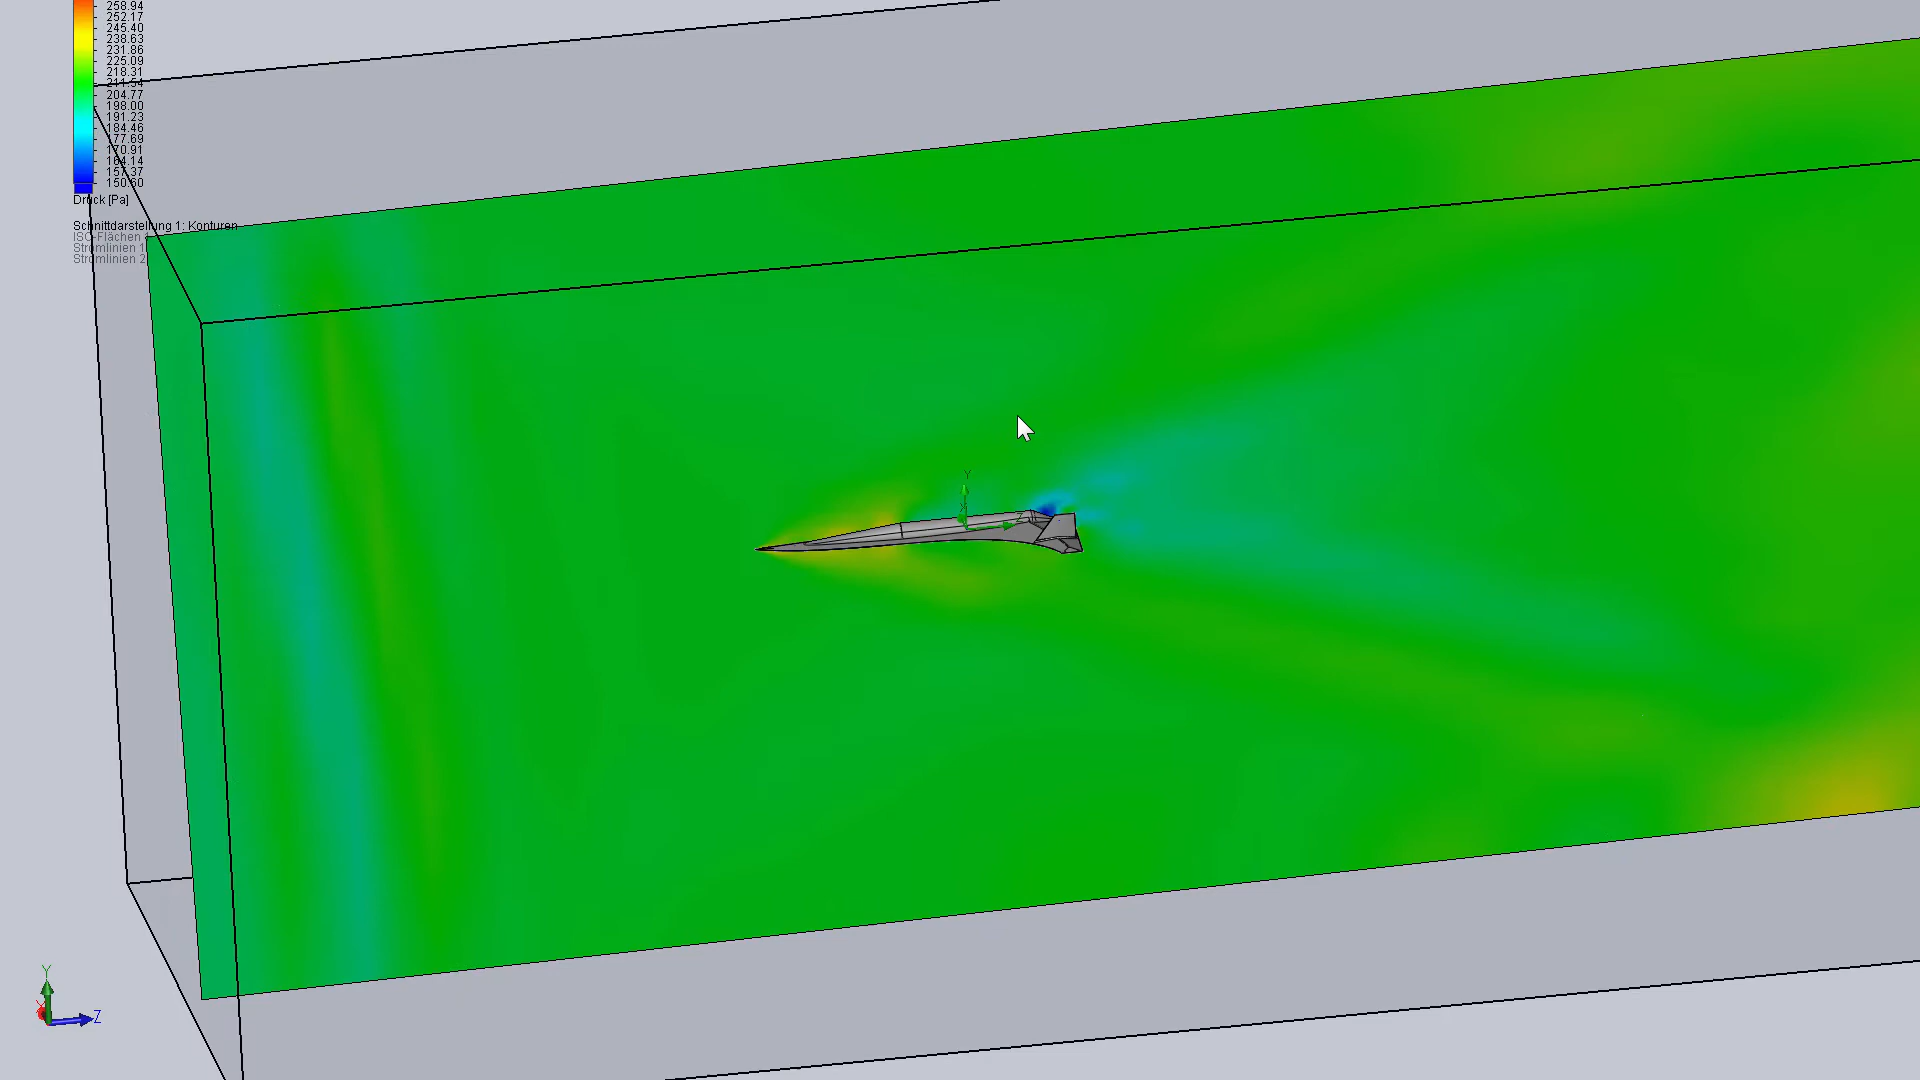 258.94
252.17
245.40
238.63
231.86
225.09
218.31
211.54
204.77
198.00
191.23
184.46
177.69
170.91
164.14
157.37
150.60
Druck [Pa]
Schnittdarstellung 1: Konturen
ISO-Flächen
Stromlinien 1
Stromlinien 2
Y
X
Z
Y
X
Z